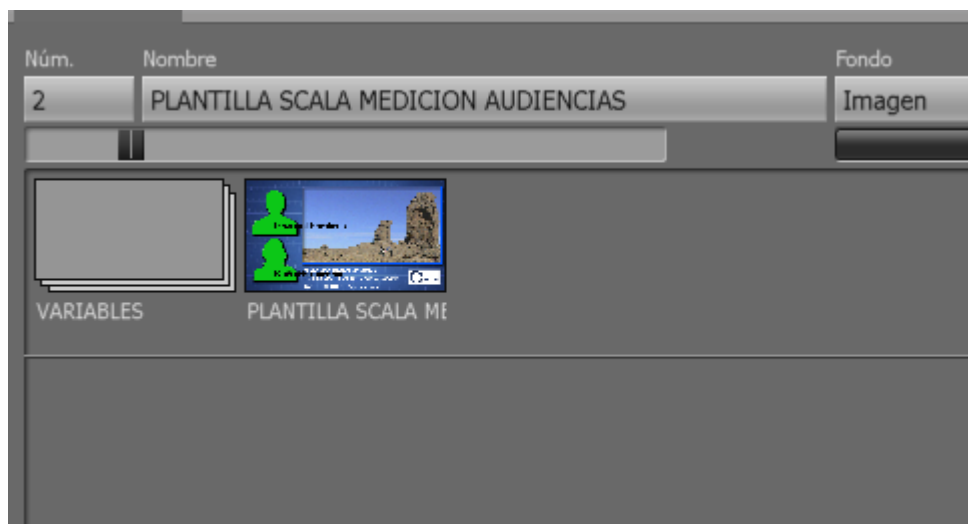 Núm. Nombre Fondo
2 PLANTILLA SCALA MEDICION AUDIENCIAS Imagen
VARIABLES PLANTILLA SCALA ME